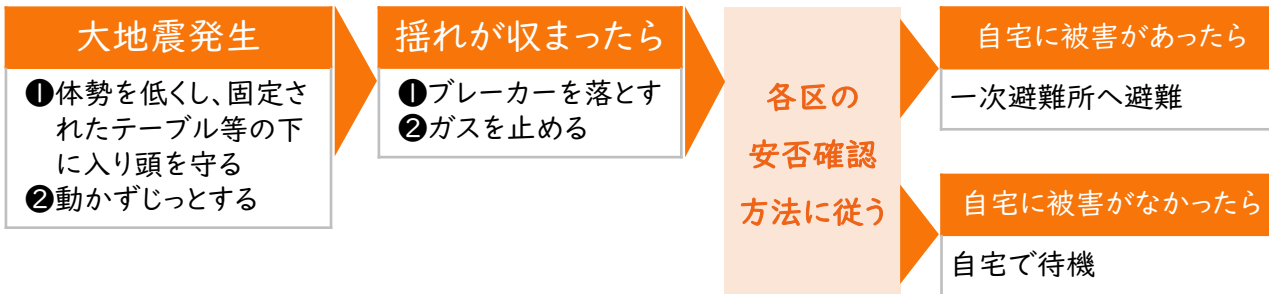 大地震発生
❶体勢を低くし、固定さ
れたテーブル等の下
に入り頭を守る
❷動かずじっとする
揺れが収まったら
❶ブレーカーを落とす
❷ガスを止める
各区の
安否確認
方法に従う
自宅に被害があったら
一次避難所へ避難
自宅に被害がなかったら
自宅で待機